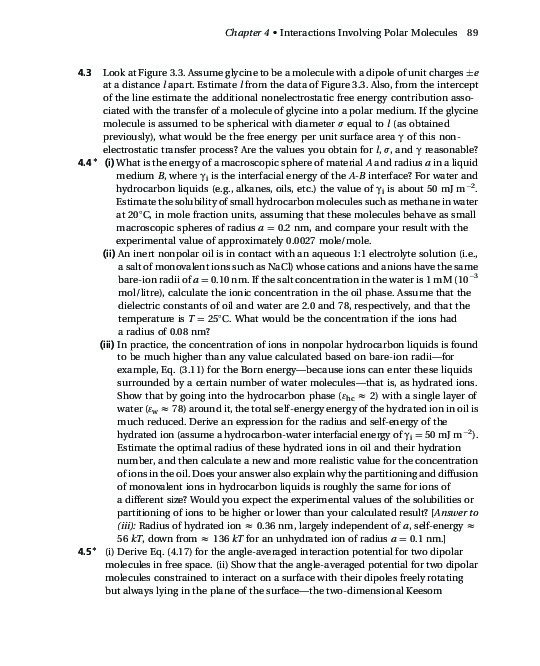 Chapter 4 • Interactions Involving Polar Molecules 89
4.3 Look at Figure 3.3. Assume glycine to be a molecule with a dipole of unit charges ±e
at a distance l apart. Estimate l from the data of Figure 3.3. Also, from the intercept
of the line estimate the additional nonelectrostatic free energy contribution asso-
ciated with the transfer of a molecule of glycine into a polar medium. If the glycine
molecule is assumed to be spherical with diameter σ equal to l (as obtained
previously), what would be the free energy per unit surface area γ of this non-
electrostatic transfer process? Are the values you obtain for l, σ, and γ reasonable?
4.4* (i) What is the energy of a macroscopic sphere of material A and radius a in a liquid
medium B, where γi is the interfacial energy of the A-B interface? For water and
hydrocarbon liquids (e.g., alkanes, oils, etc.) the value of γi is about 50 mJ m⁻².
Estimate the solubility of small hydrocarbon molecules such as methane in water
at 20°C, in mole fraction units, assuming that these molecules behave as small
macroscopic spheres of radius a = 0.2 nm, and compare your result with the
experimental value of approximately 0.0027 mole/mole.
(ii) An inert nonpolar oil is in contact with an aqueous 1:1 electrolyte solution (i.e.,
a salt of monovalent ions such as NaCl) whose cations and anions have the same
bare-ion radii of a = 0.10 nm. If the salt concentration in the water is 1 mM (10⁻³
mol/litre), calculate the ionic concentration in the oil phase. Assume that the
dielectric constants of oil and water are 2.0 and 78, respectively, and that the
temperature is T = 25°C. What would be the concentration if the ions had
a radius of 0.08 nm?
(iii) In practice, the concentration of ions in nonpolar hydrocarbon liquids is found
to be much higher than any value calculated based on bare-ion radii—for
example, Eq. (3.11) for the Born energy—because ions can enter these liquids
surrounded by a certain number of water molecules—that is, as hydrated ions.
Show that by going into the hydrocarbon phase (εhc ≈ 2) with a single layer of
water (εw ≈ 78) around it, the total self-energy energy of the hydrated ion in oil is
much reduced. Derive an expression for the radius and self-energy of the
hydrated ion (assume a hydrocarbon-water interfacial energy of γi = 50 mJ m⁻²).
Estimate the optimal radius of these hydrated ions in oil and their hydration
number, and then calculate a new and more realistic value for the concentration
of ions in the oil. Does your answer also explain why the partitioning and diffusion
of monovalent ions in hydrocarbon liquids is roughly the same for ions of
a different size? Would you expect the experimental values of the solubilities or
partitioning of ions to be higher or lower than your calculated result? [Answer to
(iii): Radius of hydrated ion ≈ 0.36 nm, largely independent of a, self-energy ≈
56 kT, down from ≈ 136 kT for an unhydrated ion of radius a = 0.1 nm.]
4.5* (i) Derive Eq. (4.17) for the angle-averaged interaction potential for two dipolar
molecules in free space. (ii) Show that the angle-averaged potential for two dipolar
molecules constrained to interact on a surface with their dipoles freely rotating
but always lying in the plane of the surface—the two-dimensional Keesom